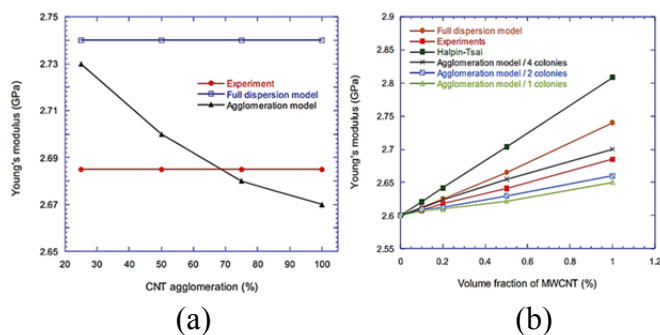 2.75
2.73
2.71
2.69
2.67
2.65
Young's modulus (GPa)
Experiment
Full dispersion model
Agglomeration model
20 30 40 50 60 70 80 90 100
CNT agglomeration (%)
(a)
2.9
2.85
2.8
2.75
2.7
2.65
2.6
2.55
Young's modulus (GPa)
Full dispersion model
Experiments
Halpin-Tsai
Agglomeration model / 4 colonies
Agglomeration model / 2 colonies
Agglomeration model / 1 colonies
0 0.2 0.4 0.6 0.8 1 1.2
Volume fraction of MWCNT (%)
(b)